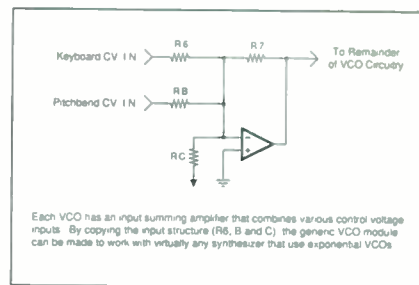 R6
R7
Keyboard CV IN
To Remainder
of VCO Circuitry
RB
Pitchbend CV IN
RC
−
+
Each VCO has an input summing amplifier that combines various control voltage
inputs. By copying the input structure (R6, B and C) the generic VCO module
can be made to work with virtually any synthesizer that use exponential VCOs